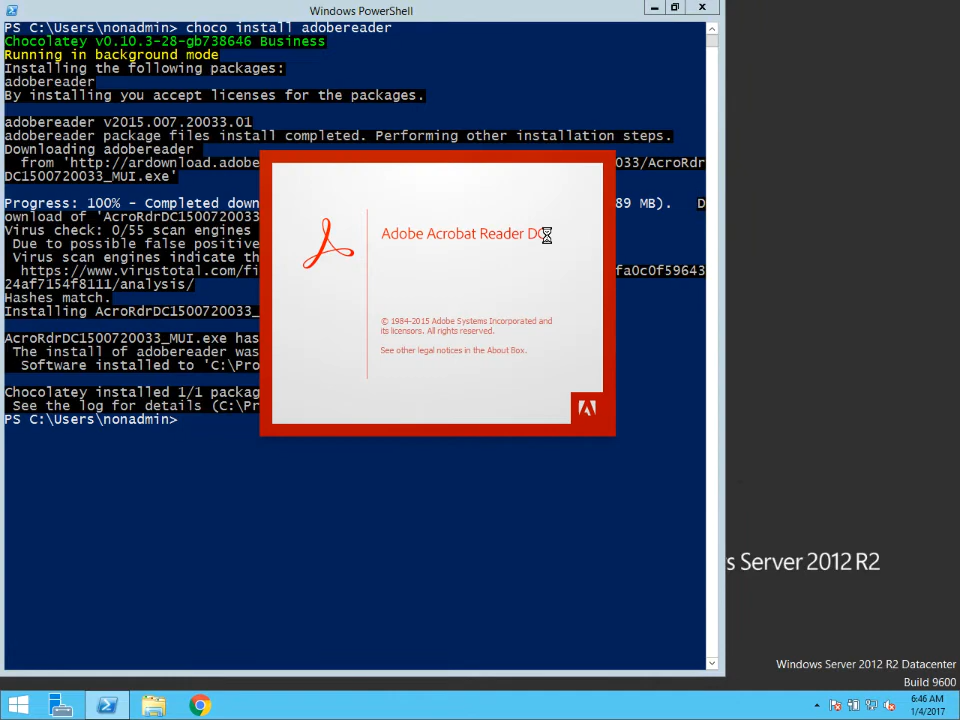 Windows PowerShell
PS C:\Users\nonadmin> choco install adobereader
Chocolatey v0.10.3-28-gb738646 Business
Running in background mode
Installing the following packages:
adobereader
By installing you accept licenses for the packages.
adobereader v2015.007.20033.01
adobereader package files install completed. Performing other installation steps.
Downloading adobereader
from 'http://ardownload.adobe 033/AcroRdr
DC1500720033_MUI.exe'
Progress: 100% - Completed down 89 MB). D
ownload of 'AcroRdrDC1500720033
Virus check: 0/55 scan engines
Due to possible false positive
Virus scan engines indicate th
https://www.virustotal.com/fi fa0c0f59643
24af7154f8111/analysis/
Hashes match.
Installing AcroRdrDC1500720033_
AcroRdrDC1500720033_MUI.exe has
The install of adobereader was
Software installed to 'C:\Pro
Chocolatey installed 1/1 packag
See the log for details (C:\Pro
PS C:\Users\nonadmin>
Adobe Acrobat Reader DC
© 1984-2015 Adobe Systems Incorporated and
its licensors. All rights reserved.
See other legal notices in the About Box.
s Server 2012 R2
Windows Server 2012 R2 Datacenter
Build 9600
6:46 AM
1/4/2017